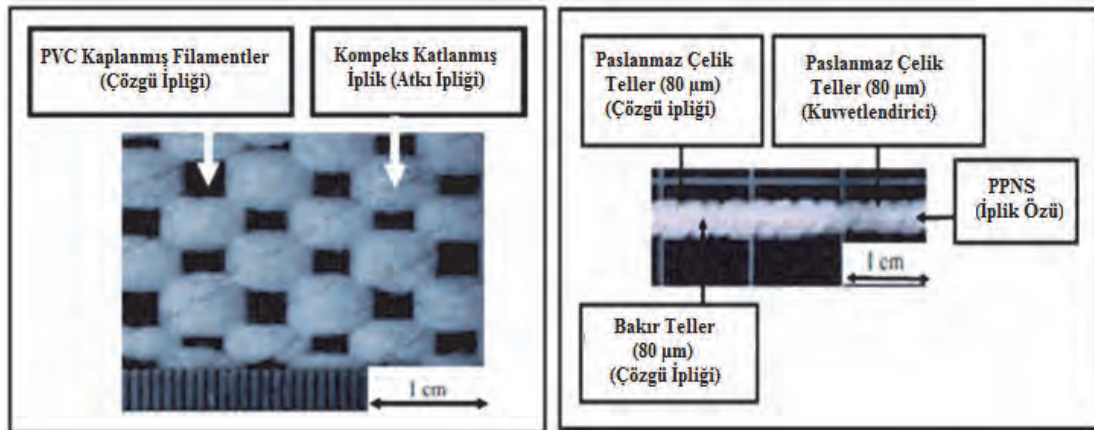 PVC Kaplanmış Filamentler
(Çözgü İpliği)
Kompeks Katlanmış
İplik (Atkı İpliği)
1 cm
Paslanmaz Çelik
Teller (80 µm)
(Çözgü ipliği)
Paslanmaz Çelik
Teller (80 µm)
(Kuvvetlendirici)
PPNS
(İplik Özü)
1 cm
Bakır Teller
(80 µm)
(Çözgü İpliği)